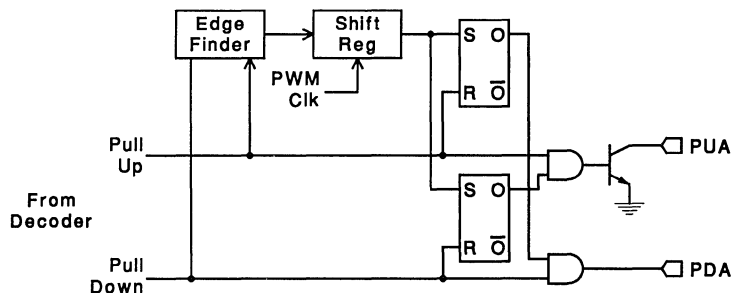 Edge
Finder
Shift
Reg
PWM
Clk
S O
R O̅
Pull
Up
PUA
From
Decoder
S O
R O̅
Pull
Down
PDA